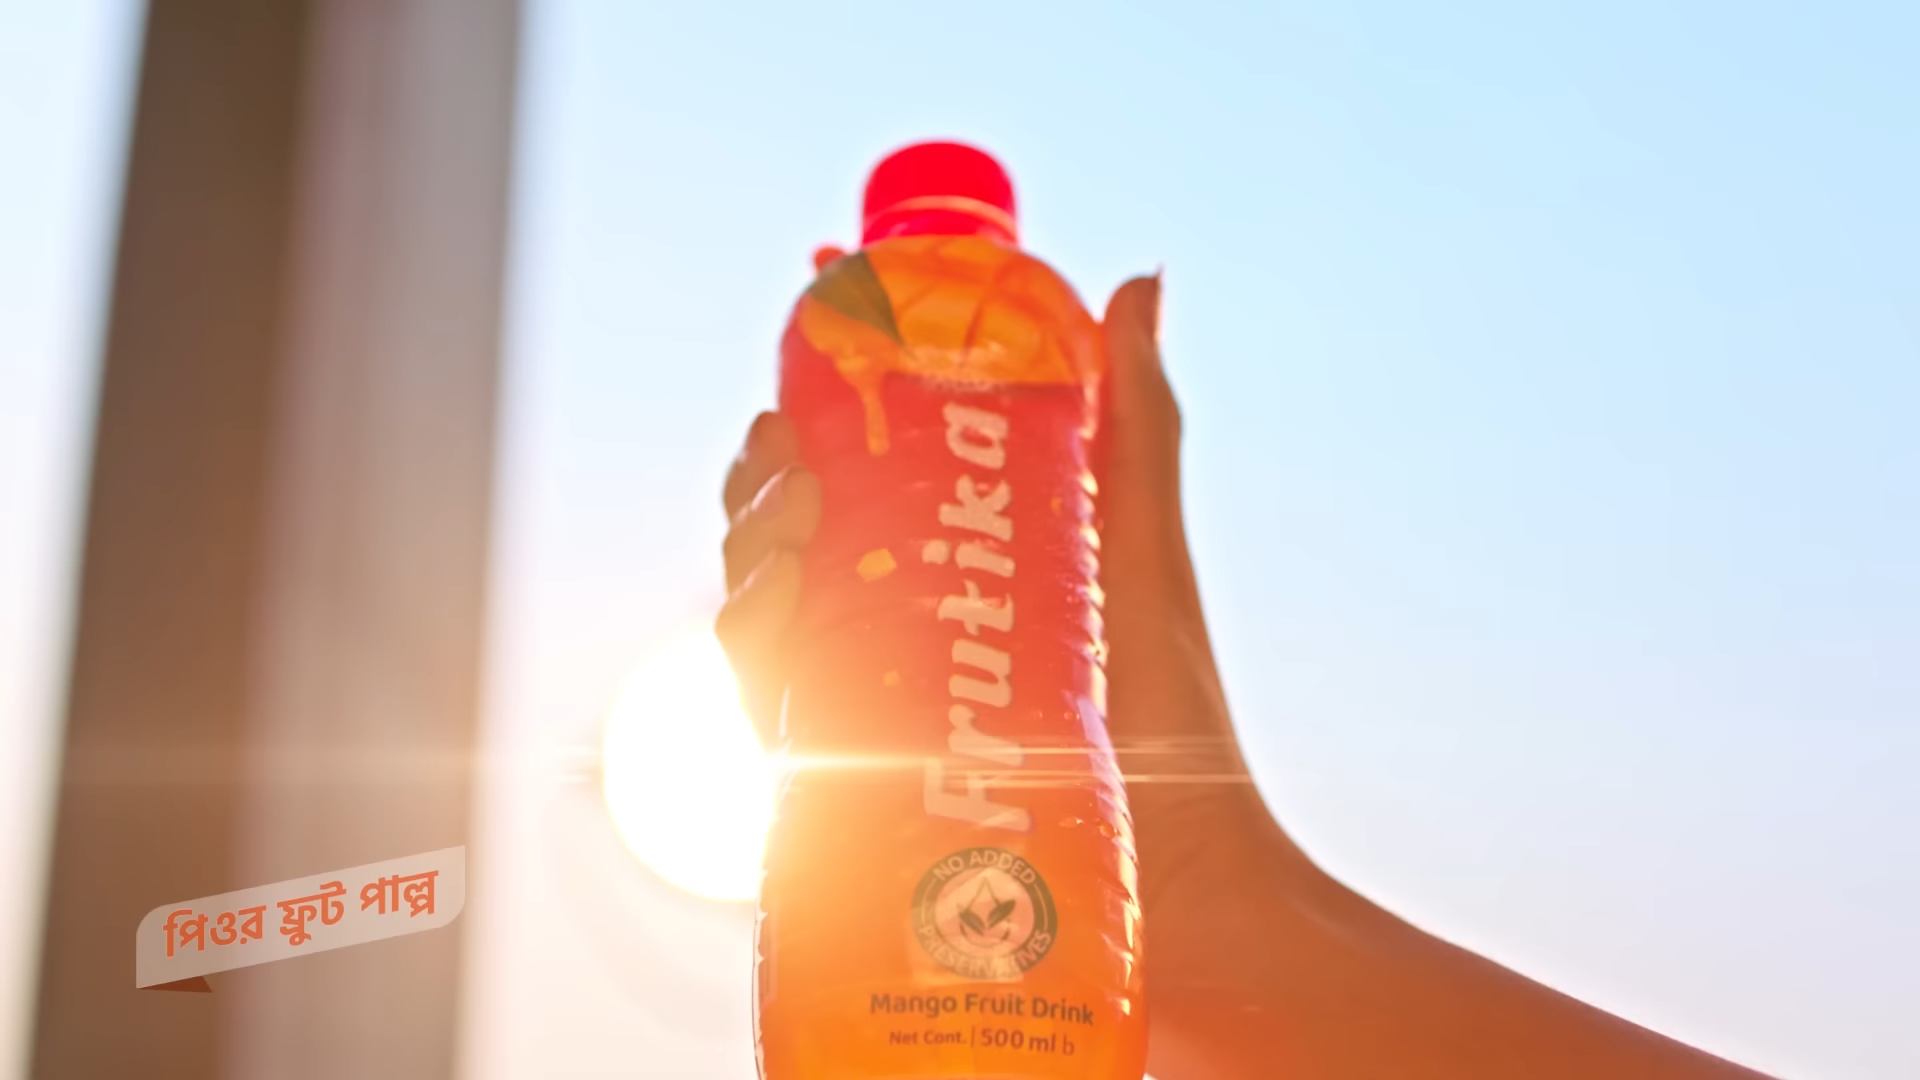 Frutika
NO ADDED
PRESERVATIVES
Mango Fruit Drink
Net Cont. | 500 ml
পিওর ফ্রুট পাল্প